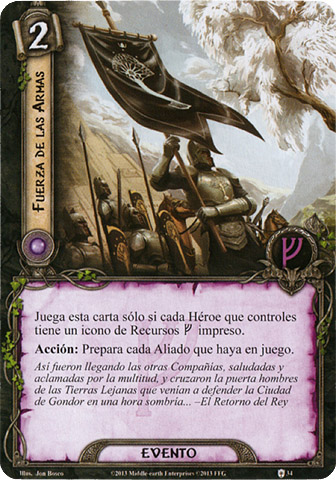 2
FUERZA DE LAS ARMAS
Juega esta carta sólo si cada Héroe que controles
tiene un icono de Recursos impreso.
Acción: Prepara cada Aliado que haya en juego.
Así fueron llegando las otras Compañías, saludadas y
aclamadas por la multitud, y cruzaron la puerta hombres
de las Tierras Lejanas que venían a defender la Ciudad
de Gondor en una hora sombría... –El Retorno del Rey
EVENTO
Illus. Jon Bosco
©2013 Middle-earth Enterprises ©2013 FFG
34